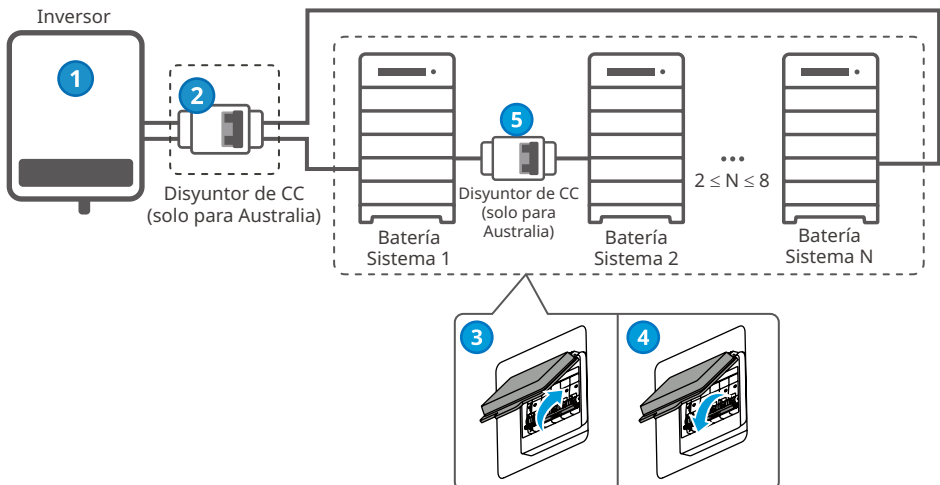 Inversor
1
2
Disyuntor de CC
(solo para Australia)
5
Disyuntor de CC
(solo para
Australia)
•••
2 ≤ N ≤ 8
Batería
Sistema 1
Batería
Sistema 2
Batería
Sistema N
3
4